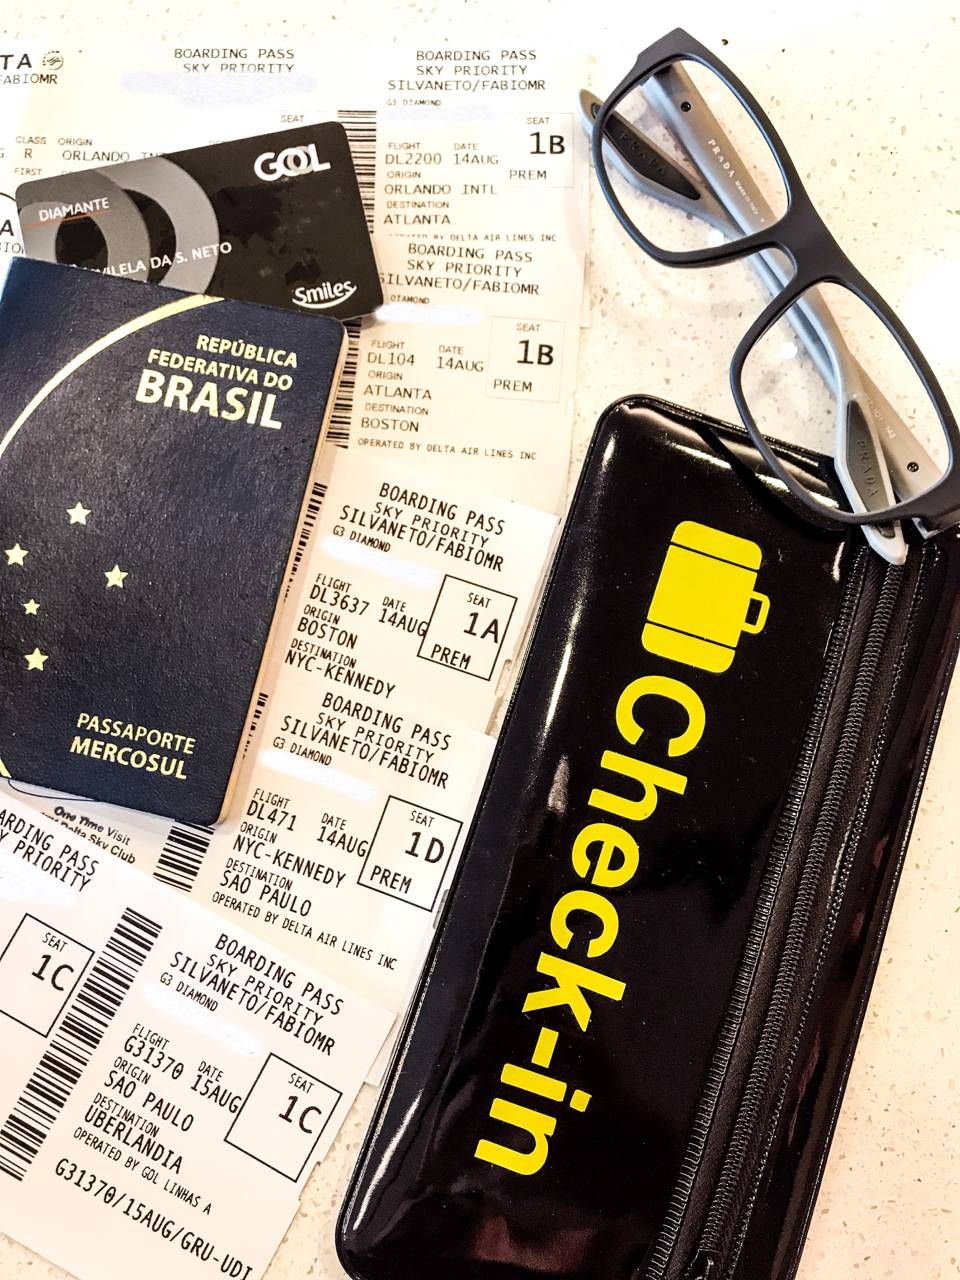 TA
FABIOMR
CLASS
ORIGIN
R
ORLANDO INT
FIRST
BOARDING PASS
SKY PRIORITY
SEAT
BOARDING PASS
SKY PRIORITY
SILVANETO/FABIOMR
G3 DIAMOND
SEAT
1B
FLIGHT DATE
DL2200 14AUG
PREM
ORIGIN
ORLANDO INTL
DESTINATION
ATLANTA
OPERATED BY DELTA AIR LINES INC
GOL
DIAMANTE
VILELA DA S. NETO
Smiles
BOARDING PASS
SKY PRIORITY
SILVANETO/FABIOMR
DIAMOND
SEAT
1B
FLIGHT DATE
DL104 14AUG
PREM
ORIGIN
ATLANTA
DESTINATION
BOSTON
OPERATED BY DELTA AIR LINES INC
REPÚBLICA
FEDERATIVA DO
BRASIL
PASSAPORTE
MERCOSUL
BOARDING PASS
SKY PRIORITY
SILVANETO/FABIOMR
G3 DIAMOND
FLIGHT DATE
DL3637 14AUG
SEAT
1A
PREM
ORIGIN
BOSTON
DESTINATION
NYC-KENNEDY
BOARDING PASS
SKY PRIORITY
SILVANETO/FABIOMR
G3 DIAMOND
FLIGHT DATE
DL471 14AUG
SEAT
1D
PREM
ORIGIN
NYC-KENNEDY
DESTINATION
SAO PAULO
OPERATED BY DELTA AIR LINES INC
One Time Visit
Delta Sky Club
ARDING PASS
Y PRIORITY
SEAT
1C
BOARDING PASS
SKY PRIORITY
SILVANETO/FABIOMR
G3 DIAMOND
FLIGHT DATE
G31370 15AUG
SEAT
1C
ORIGIN
SAO PAULO
DESTINATION
UBERLANDIA
OPERATED BY GOL LINHAS A
G31370/15AUG/GRU-UDI
PRADA
PRADA
PRADA
Check-in